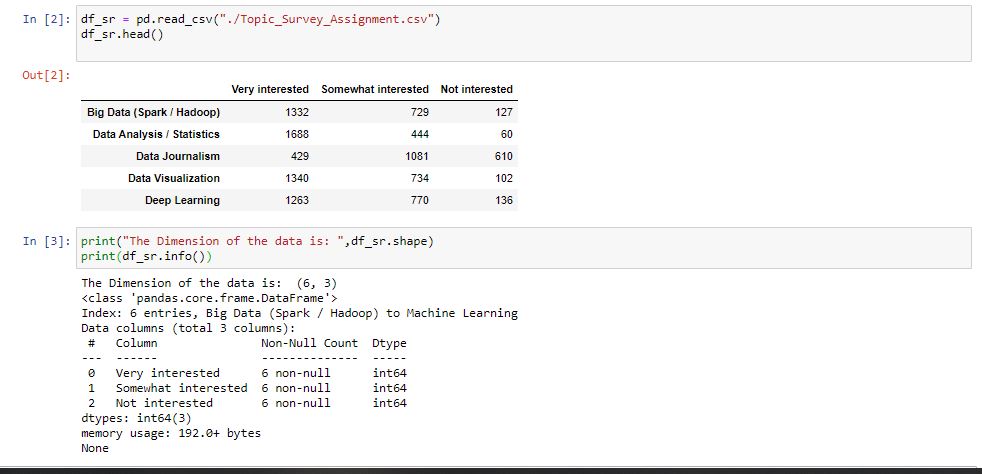 In [2]: df_sr = pd.read_csv("./Topic_Survey_Assignment.csv")
df_sr.head()
Out[2]:
Very interested Somewhat interested Not interested
Big Data (Spark / Hadoop) 1332 729 127
Data Analysis / Statistics 1688 444 60
Data Journalism 429 1081 610
Data Visualization 1340 734 102
Deep Learning 1263 770 136
In [3]: print("The Dimension of the data is: ",df_sr.shape)
print(df_sr.info())
The Dimension of the data is:  (6, 3)
<class 'pandas.core.frame.DataFrame'>
Index: 6 entries, Big Data (Spark / Hadoop) to Machine Learning
Data columns (total 3 columns):
 #   Column               Non-Null Count  Dtype
---  ------               --------------  -----
 0   Very interested      6 non-null      int64
 1   Somewhat interested  6 non-null      int64
 2   Not interested       6 non-null      int64
dtypes: int64(3)
memory usage: 192.0+ bytes
None